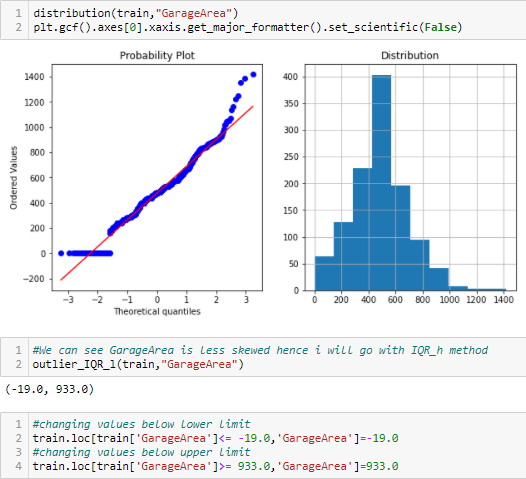 1 distribution(train,"GarageArea")
2 plt.gcf().axes[0].xaxis.get_major_formatter().set_scientific(False)
Probability Plot
Distribution
1400
1200
1000
800
600
400
200
0
−200
Ordered Values
−3 −2 −1 0 1 2 3
Theoretical quantiles
400
350
300
250
200
150
100
50
0
0 200 400 600 800 1000 1200 1400
1 #We can see GarageArea is less skewed hence i will go with IQR_h method
2 outlier_IQR_l(train,"GarageArea")
(-19.0, 933.0)
1 #changing values below lower limit
2 train.loc[train['GarageArea']<= -19.0,'GarageArea']=-19.0
3 #changing values below upper limit
4 train.loc[train['GarageArea']>= 933.0,'GarageArea']=933.0